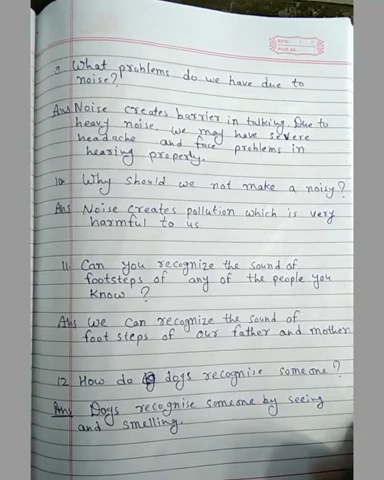 DATE: / /
PAGE NO.:
9 What problems do we have due to
noise?
Ans Noise creates barrier in talking. Due to
heavy noise, we may have severe
headache and face problems in
hearing property.
10 Why should we not make a noisy?
Ans Noise creates pollution which is very
harmful to us
11. Can you recognize the sound of
footsteps of any of the people you
know?
Ans We can recognize the sound of
foot steps of our father and mother
12 How do dogs recognise someone?
Ans Dogs recognise someone by seeing
and smelling.